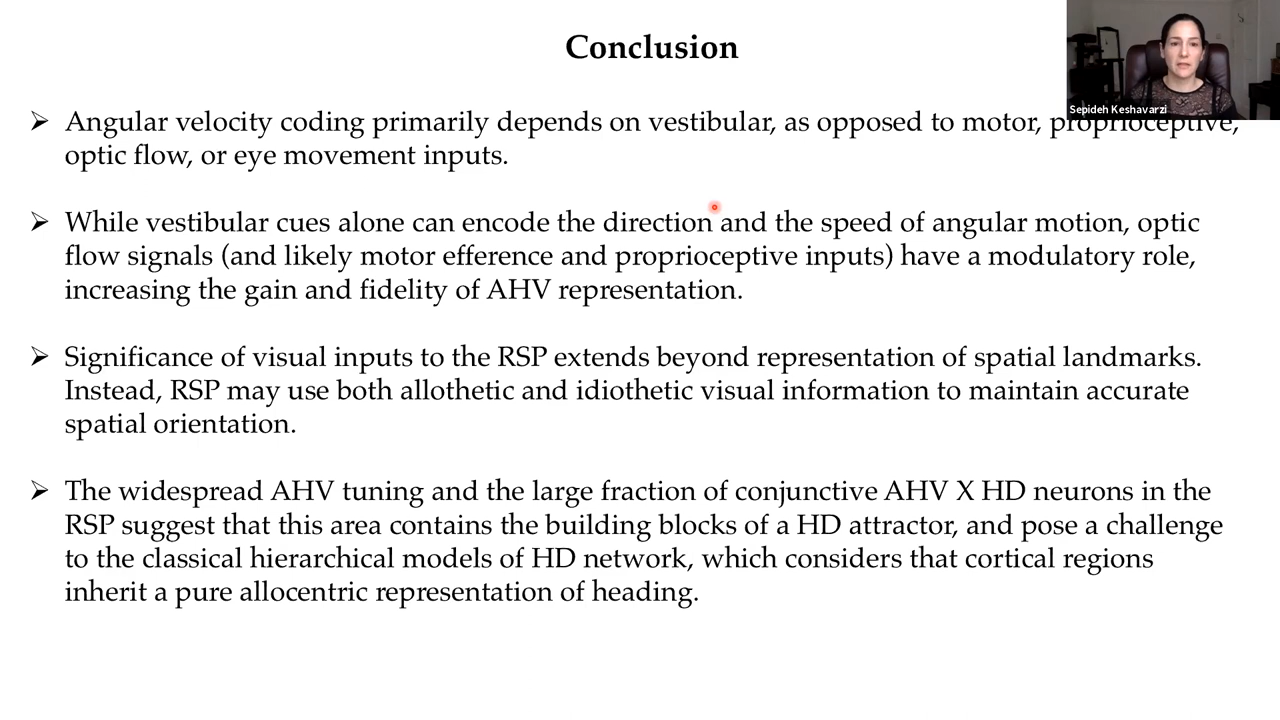 Conclusion
Sepideh Keshavarzi
➢ Angular velocity coding primarily depends on vestibular, as opposed to motor, proprioceptive,
optic flow, or eye movement inputs.
➢ While vestibular cues alone can encode the direction and the speed of angular motion, optic
flow signals (and likely motor efference and proprioceptive inputs) have a modulatory role,
increasing the gain and fidelity of AHV representation.
➢ Significance of visual inputs to the RSP extends beyond representation of spatial landmarks.
Instead, RSP may use both allothetic and idiothetic visual information to maintain accurate
spatial orientation.
➢ The widespread AHV tuning and the large fraction of conjunctive AHV X HD neurons in the
RSP suggest that this area contains the building blocks of a HD attractor, and pose a challenge
to the classical hierarchical models of HD network, which considers that cortical regions
inherit a pure allocentric representation of heading.